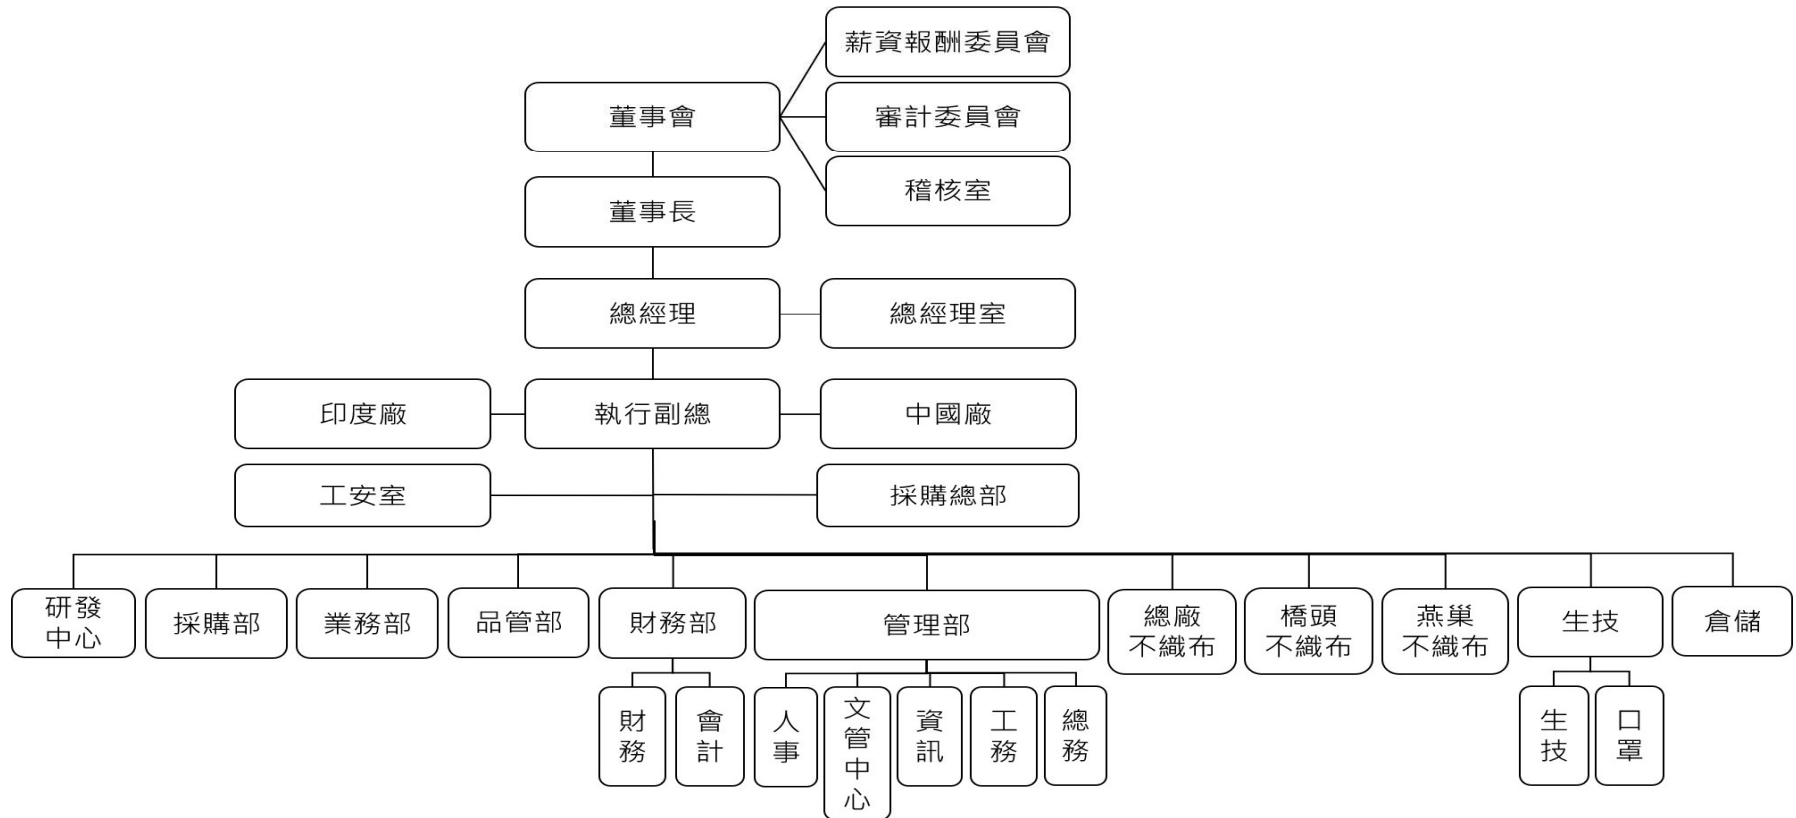 薪資報酬委員會
董事會
審計委員會
稽核室
董事長
總經理
總經理室
印度廠
執行副總
中國廠
工安室
採購總部
研發
中心
採購部
業務部
品管部
財務部
管理部
總廠
不織布
橋頭
不織布
燕巢
不織布
生技
倉儲
財務
會計
人事
文管中心
資訊
工務
總務
生技
口罩